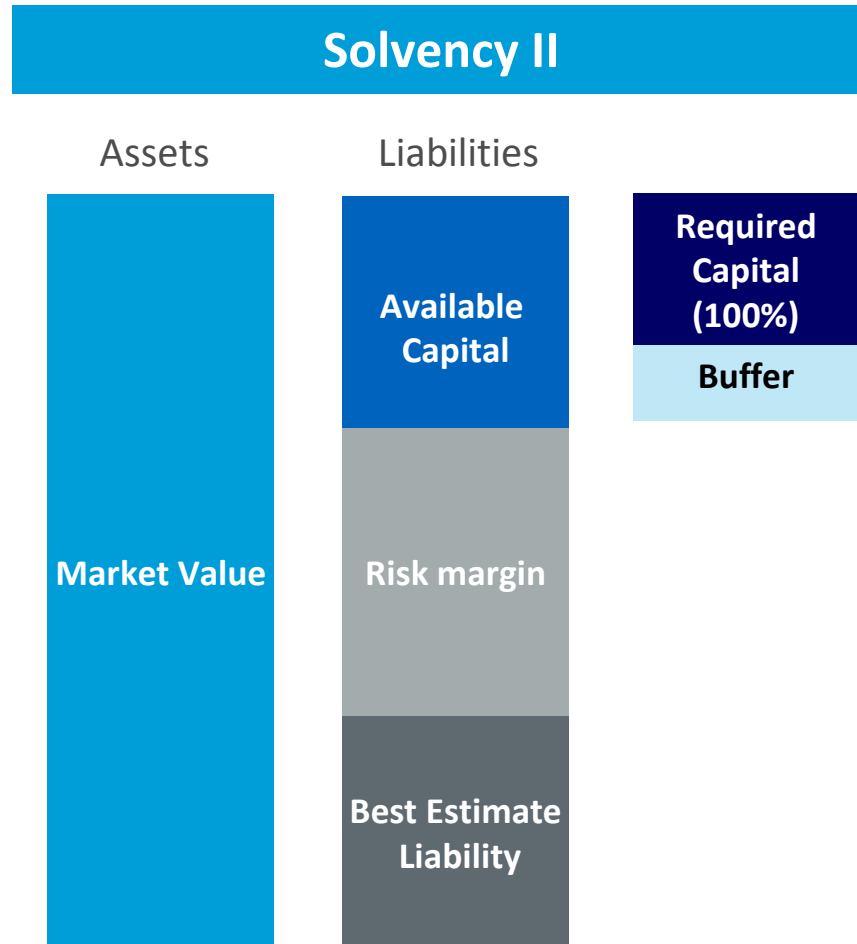 Solvency II
Assets
Liabilities
Required
Capital
(100%)
Available
Capital
Buffer
Market Value
Risk margin
Best Estimate
Liability